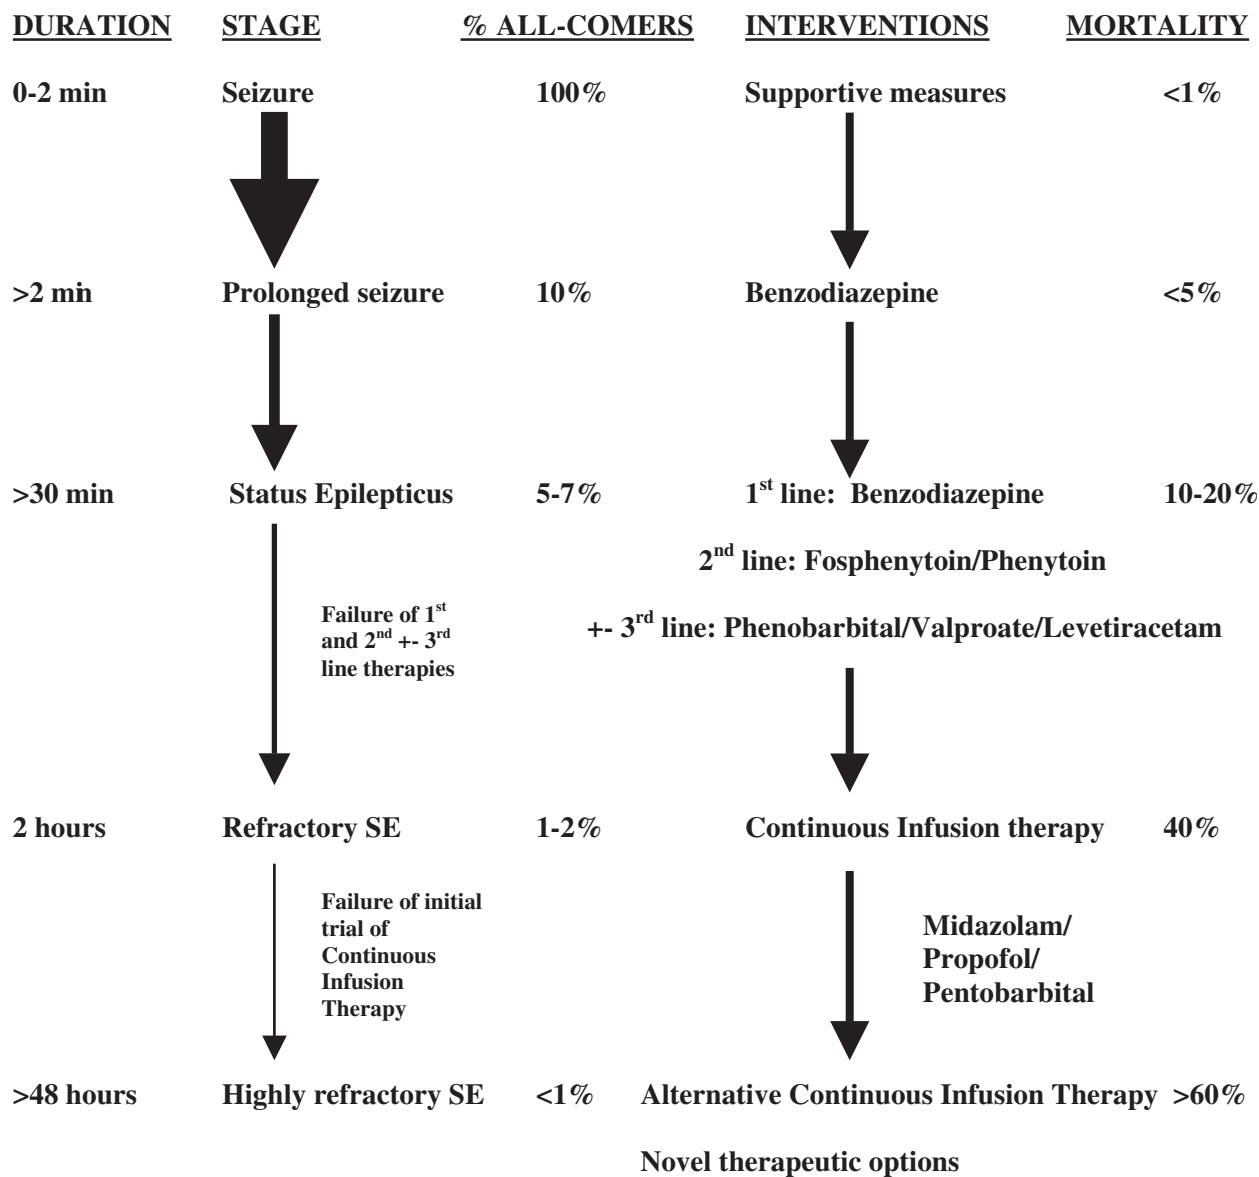 DURATION STAGE % ALL-COMERS INTERVENTIONS MORTALITY
0-2 min Seizure 100% Supportive measures <1%
>2 min Prolonged seizure 10% Benzodiazepine <5%
>30 min Status Epilepticus 5-7% 1st line: Benzodiazepine 10-20%
2nd line: Fosphenytoin/Phenytoin
Failure of 1st
and 2nd +- 3rd
line therapies
+- 3rd line: Phenobarbital/Valproate/Levetiracetam
2 hours Refractory SE 1-2% Continuous Infusion therapy 40%
Failure of initial
trial of
Continuous
Infusion
Therapy
Midazolam/
Propofol/
Pentobarbital
>48 hours Highly refractory SE <1% Alternative Continuous Infusion Therapy >60%
Novel therapeutic options